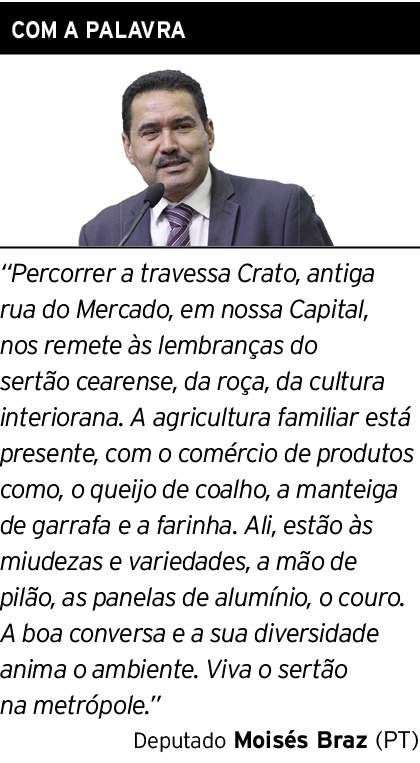 COM A PALAVRA
“Percorrer a travessa Crato, antiga
rua do Mercado, em nossa Capital,
nos remete às lembranças do
sertão cearense, da roça, da cultura
interiorana. A agricultura familiar está
presente, com o comércio de produtos
como, o queijo de coalho, a manteiga
de garrafa e a farinha. Ali, estão às
miudezas e variedades, a mão de
pilão, as panelas de alumínio, o couro.
A boa conversa e a sua diversidade
anima o ambiente. Viva o sertão
na metrópole.”
Deputado Moisés Braz (PT)